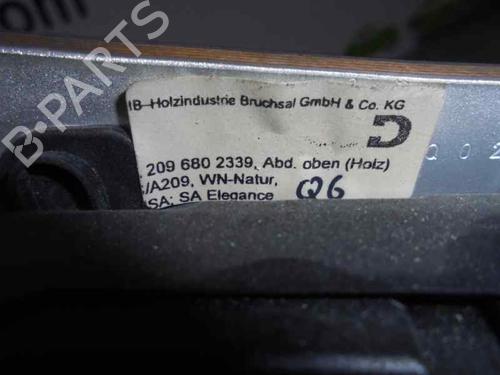 IB Holzindustrie Bruchsal GmbH & Co. KG
209 680 2339, Abd. oben (Holz)
/A209, WN-Natur,
SA: SA Elegance
Q6
Q02
B-PARTS